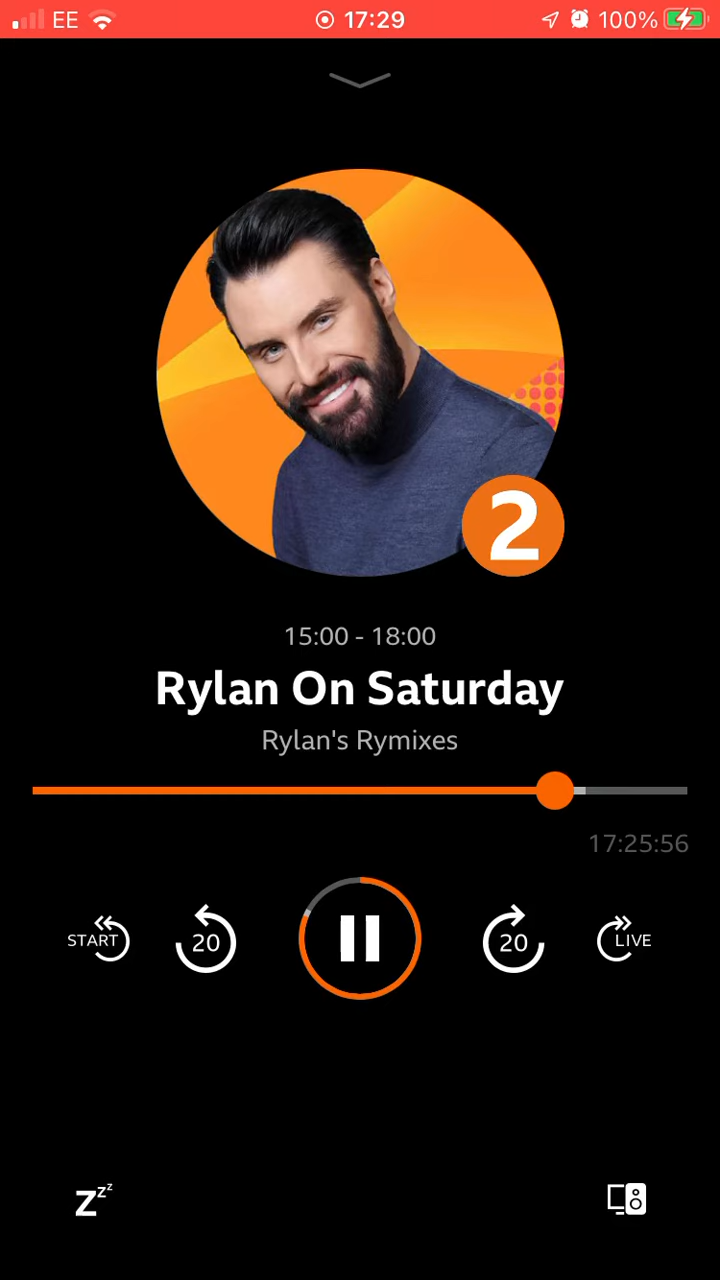 EE 17:29 100%
2
15:00 - 18:00
Rylan On Saturday
Rylan's Rymixes
17:25:56
START 20 20 LIVE
Zzz